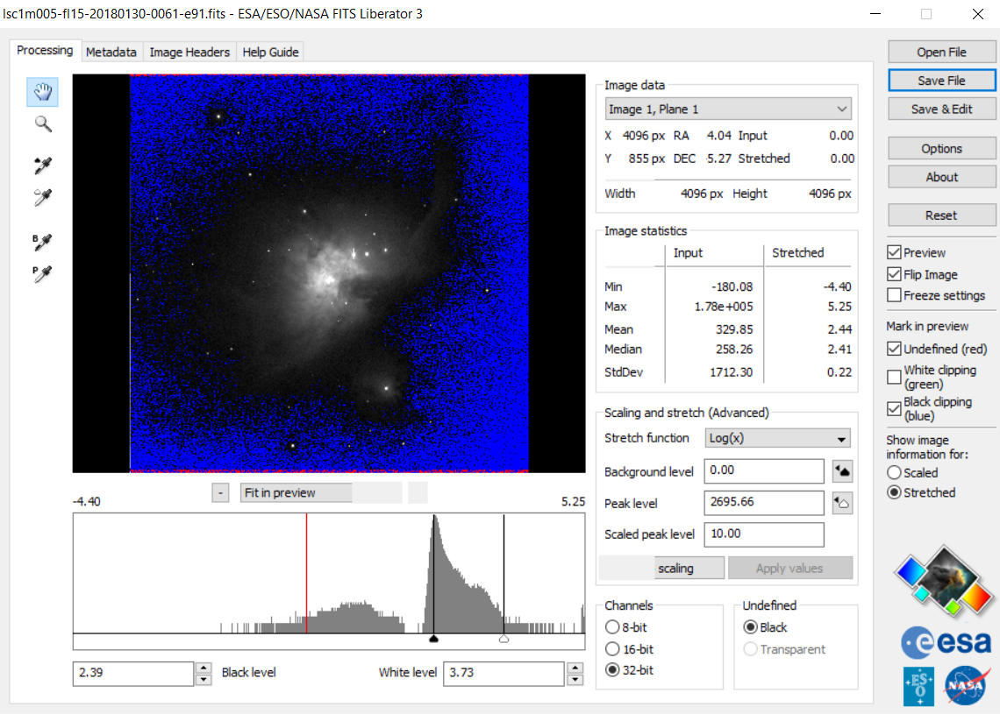 lsc1m005-fl15-20180130-0061-e91.fits - ESA/ESO/NASA FITS Liberator 3
Processing Metadata Image Headers Help Guide
Open File
Save File
Save & Edit
Options
About
Reset
Preview
Flip Image
Freeze settings
Mark in preview
Undefined (red)
White clipping
(green)
Black clipping
(blue)
Show image
information for:
Scaled
Stretched
Image data
Image 1, Plane 1
X 4096 px RA 4.04 Input 0.00
Y 855 px DEC 5.27 Stretched 0.00
Width 4096 px Height 4096 px
Image statistics
Input Stretched
Min -180.08 -4.40
Max 1.78e+005 5.25
Mean 329.85 2.44
Median 258.26 2.41
StdDev 1712.30 0.22
Scaling and stretch (Advanced)
Stretch function Log(x)
Background level 0.00
Peak level 2695.66
Scaled peak level 10.00
scaling Apply values
Channels
8-bit
16-bit
32-bit
Undefined
Black
Transparent
B
P
- Fit in preview
-4.40 5.25
2.39 Black level White level 3.73
esa
ESO
NASA